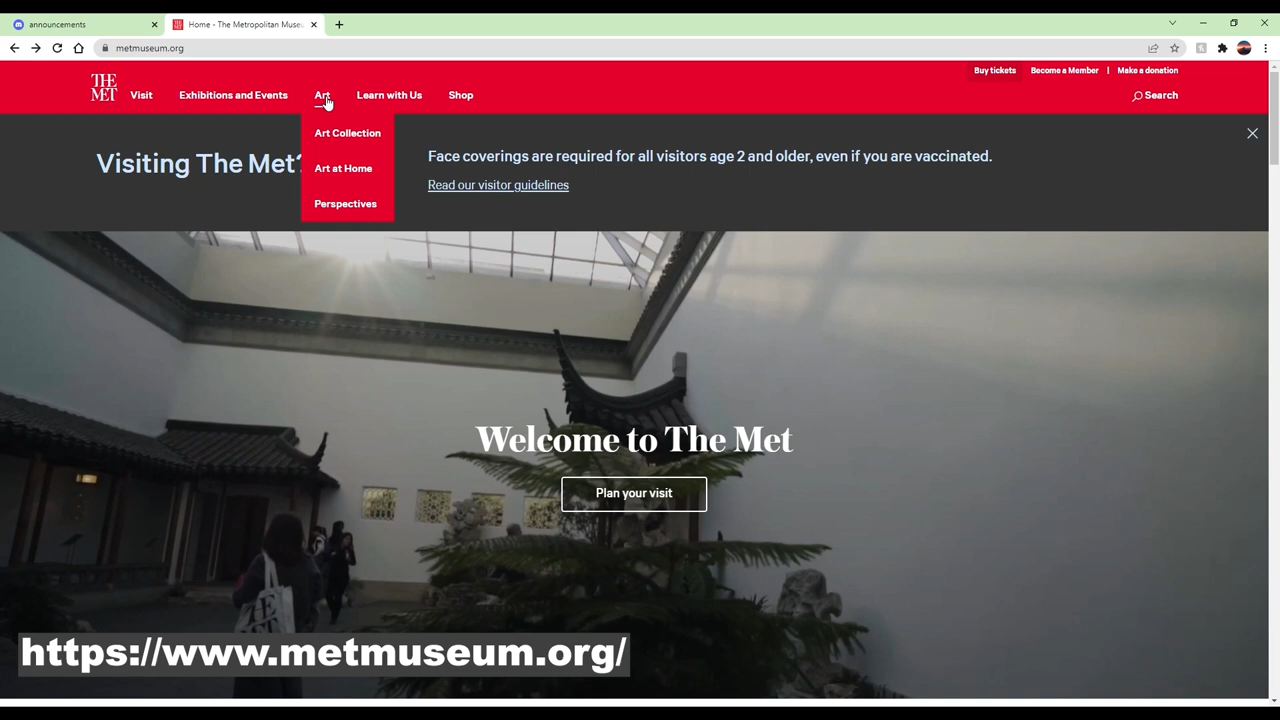 announcements
Home - The Metropolitan Museu
metmuseum.org
Buy tickets
Become a Member
|
Make a donation
THE
MET
Visit
Exhibitions and Events
Art
Learn with Us
Shop
Search
Art Collection
Art at Home
Perspectives
Visiting The Met?
Face coverings are required for all visitors age 2 and older, even if you are vaccinated.
Read our visitor guidelines
Welcome to The Met
Plan your visit
https://www.metmuseum.org/